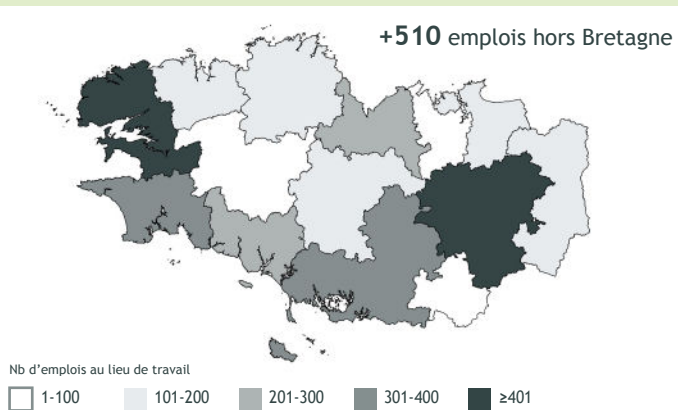 +510 emplois hors Bretagne
Nb d'emplois au lieu de travail
1-100 101-200 201-300 301-400 ≥401